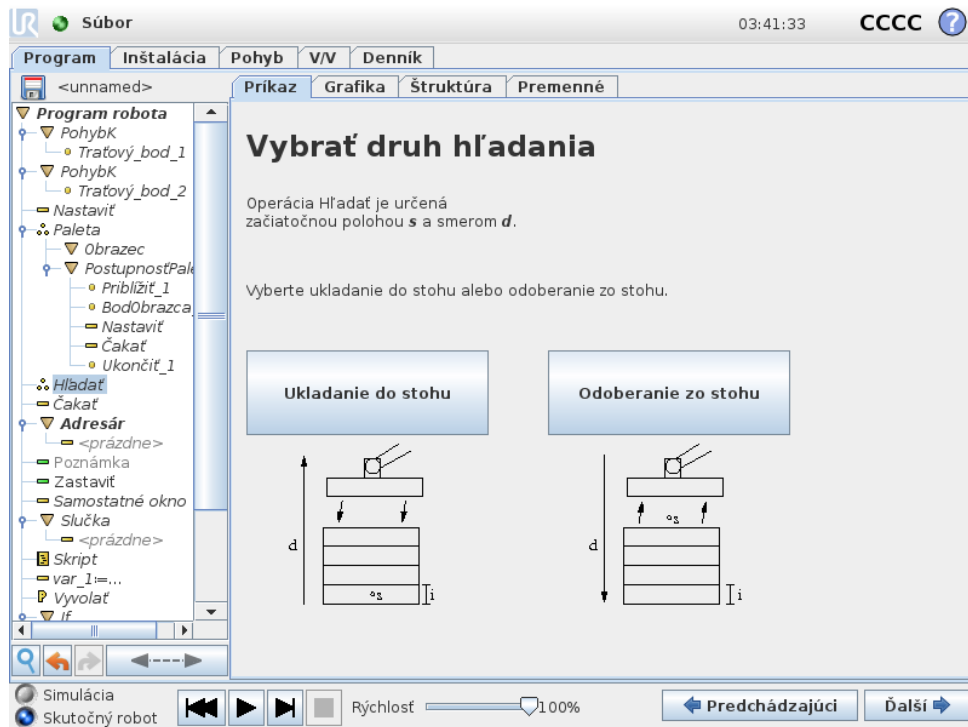 UR Súbor 03:41:33 CCCC ?
Program Inštalácia Pohyb V/V Denník
<unnamed> Príkaz Grafika Štruktúra Premenné
Program robota
PohybK
Traťový_bod_1
PohybK
Traťový_bod_2
Nastaviť
Paleta
Obrazec
PostupnosťPale
Priblížiť_1
BodObrazca_
Nastaviť
Čakať
Ukončiť_1
Hľadať
Čakať
Adresár
<prázdne>
Poznámka
Zastaviť
Samostatné okno
Slučka
<prázdne>
Skript
var_1≔...
Vyvolať
If
Vybrať druh hľadania
Operácia Hľadať je určená
začiatočnou polohou s a smerom d.
Vyberte ukladanie do stohu alebo odoberanie zo stohu.
Ukladanie do stohu Odoberanie zo stohu
d s i
d s i
Simulácia
Skutočný robot
Rýchlosť 100%
Predchádzajúci Ďalší